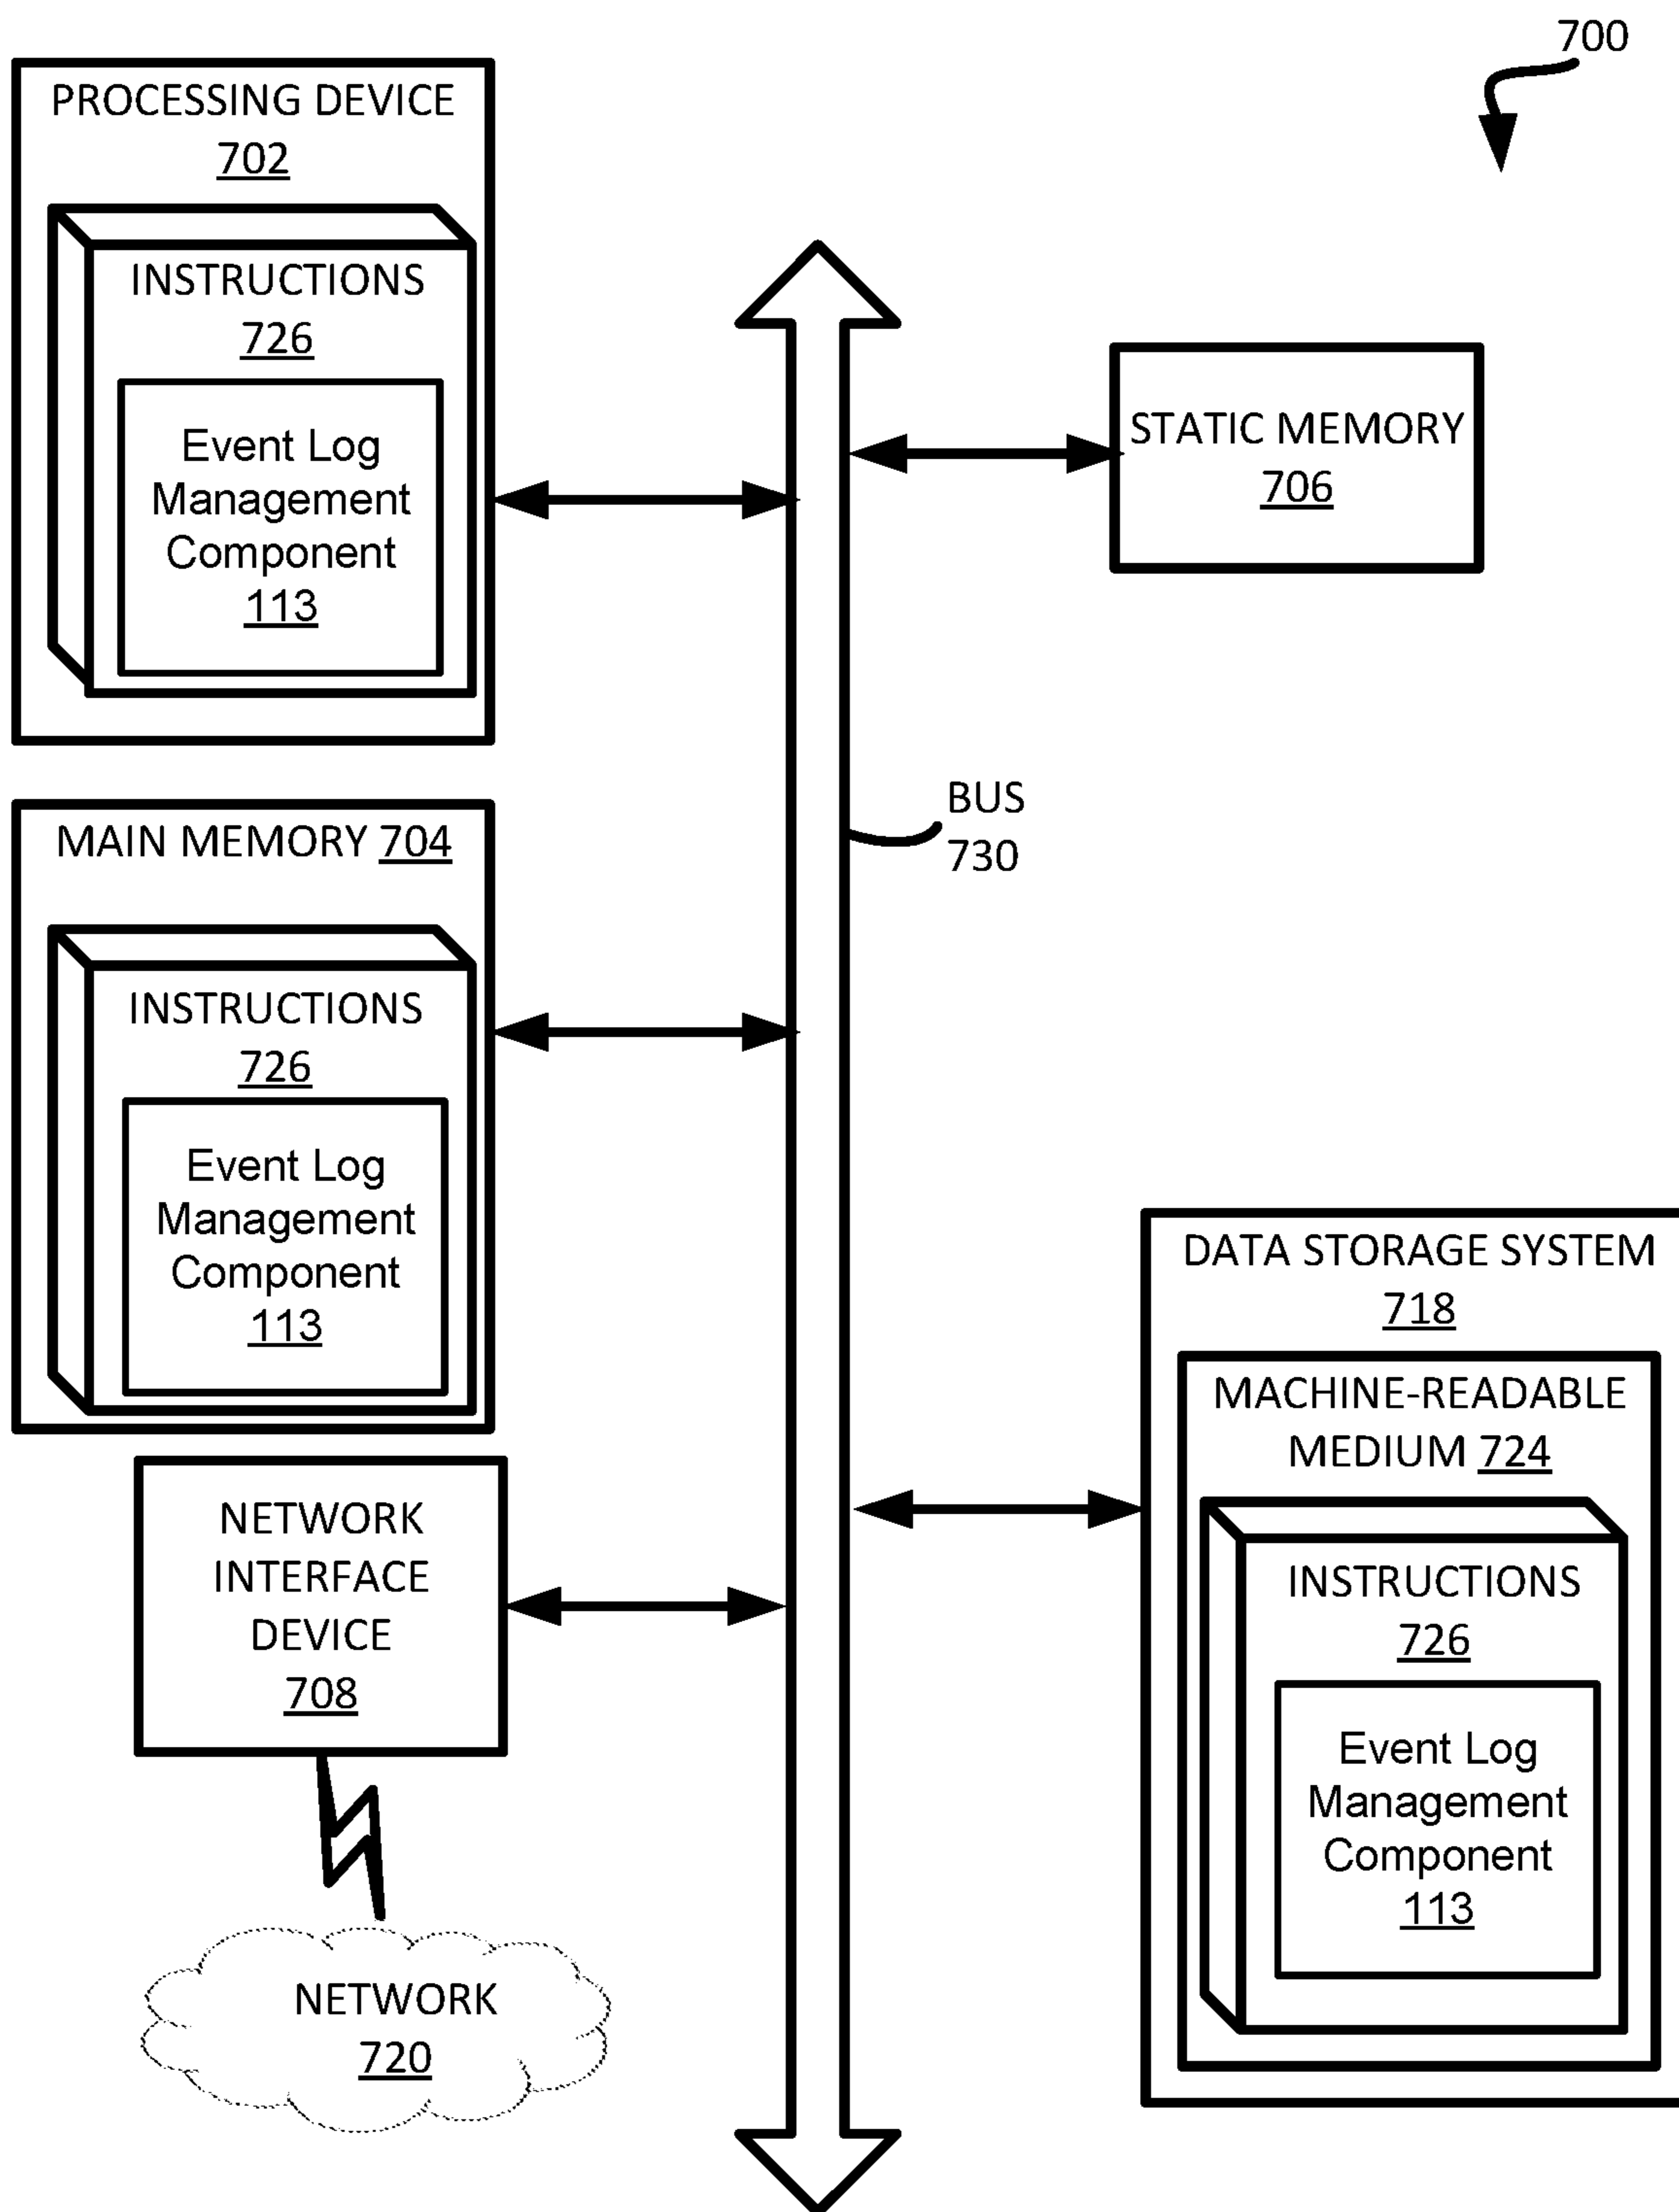 700
PROCESSING DEVICE
702
INSTRUCTIONS
726
Event Log
Management
Component
113
STATIC MEMORY
706
BUS
730
MAIN MEMORY 704
INSTRUCTIONS
726
Event Log
Management
Component
113
DATA STORAGE SYSTEM
718
MACHINE-READABLE
MEDIUM 724
INSTRUCTIONS
726
Event Log
Management
Component
113
NETWORK
INTERFACE
DEVICE
708
NETWORK
720